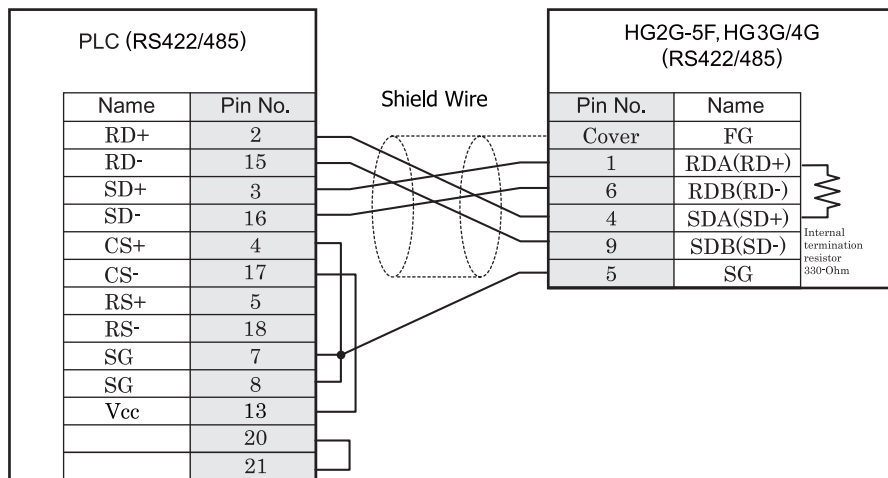 PLC (RS422/485)
HG2G-5F, HG3G/4G
(RS422/485)
Shield Wire
Name Pin No.
RD+ 2
RD- 15
SD+ 3
SD- 16
CS+ 4
CS- 17
RS+ 5
RS- 18
SG 7
SG 8
Vcc 13
20
21
Pin No. Name
Cover FG
1 RDA(RD+)
6 RDB(RD-)
4 SDA(SD+)
9 SDB(SD-)
5 SG
Internal
termination
resistor
330-Ohm